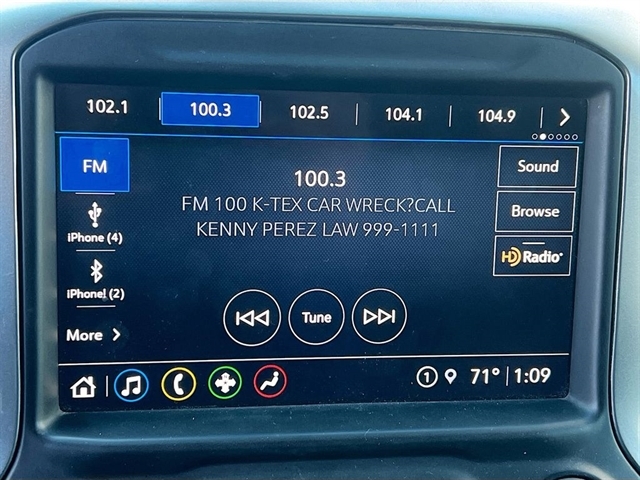 102.1 100.3 102.5 104.1 104.9
FM
100.3
Sound
FM 100 K-TEX CAR WRECK?CALL
KENNY PEREZ LAW 999-1111
Browse
iPhone (4)
HD Radio
iPhone! (2)
Tune
More
1 71° 1:09